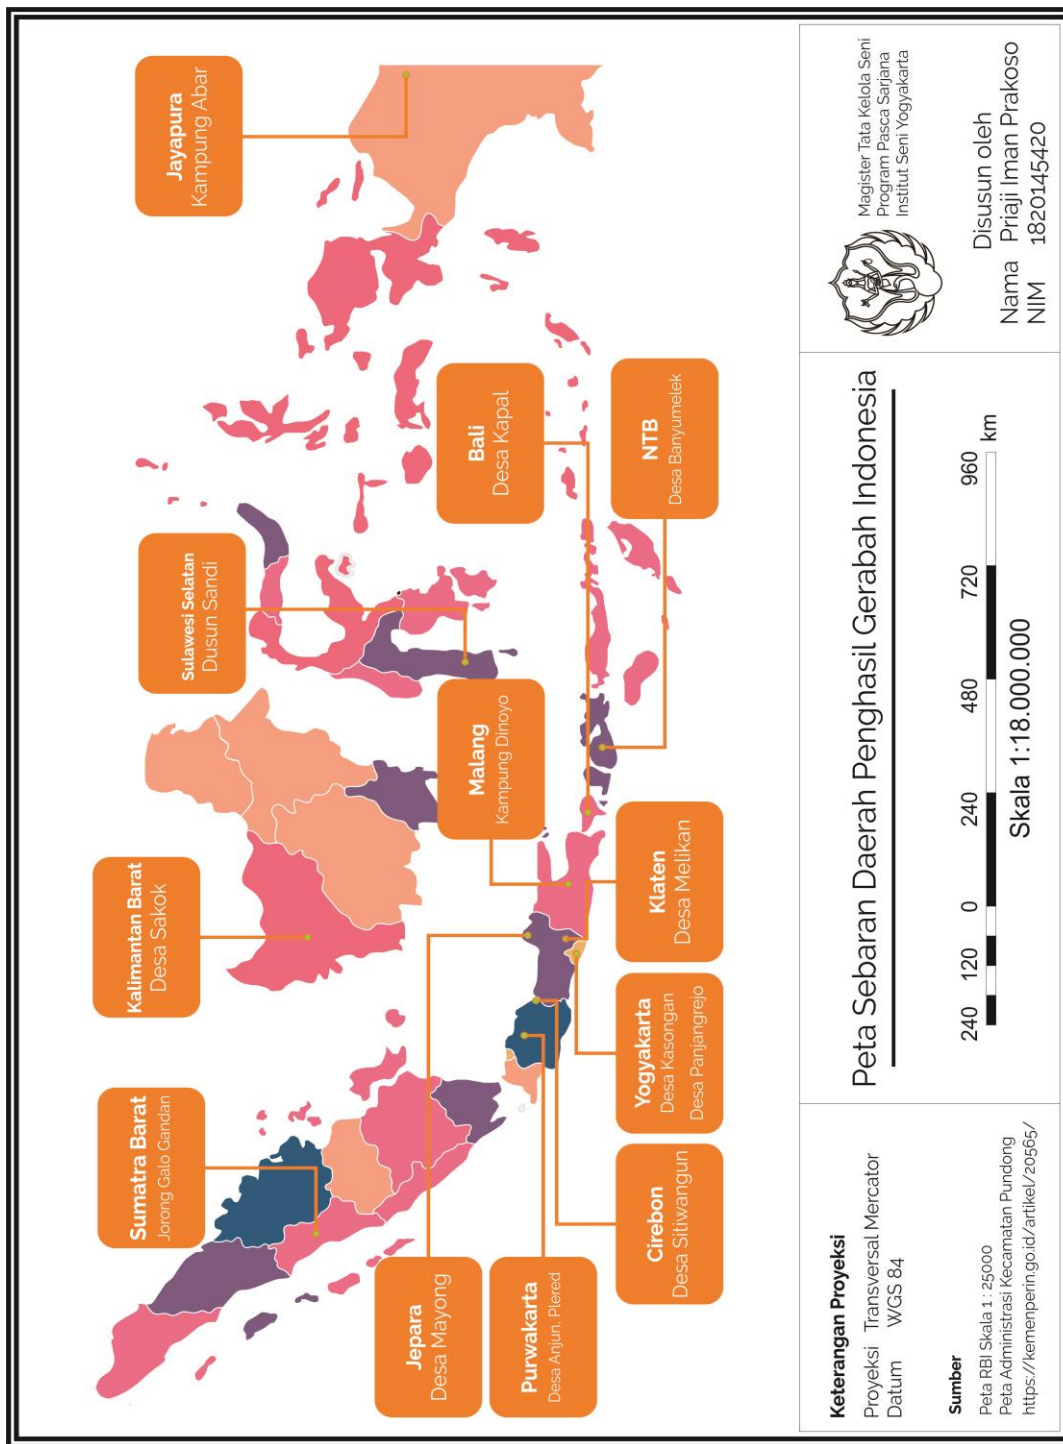 Jayapura
Kampung Abar
Sulawesi Selatan
Dusun Sandi
Kalimantan Barat
Desa Sakok
Sumatra Barat
Jorong Galo Gandan
Bali
Desa Kapal
Malang
Kampung Dinoyo
Jepara
Desa Mayong
Purwakarta
Desa Anjun, Plered
NTB
Desa Banyumelek
Klaten
Desa Melikan
Yogyakarta
Desa Kasongan
Desa Panjangrejo
Cirebon
Desa Sitiwangun
Keterangan Proyeksi
Proyeksi Transversal Mercator
Datum WGS 84
Sumber
Peta RBI Skala 1 : 25000
Peta Administrasi Kecamatan Pundong
https://kemenperin.go.id/artikel/20565/
Peta Sebaran Daerah Penghasil Gerabah Indonesia
240 120 0 240 480 720 960 km
Skala 1:18.000.000
Magister Tata Kelola Seni
Program Pasca Sarjana
Institut Seni Yogyakarta
Disusun oleh
Nama Priaji Iman Prakoso
NIM 1820145420